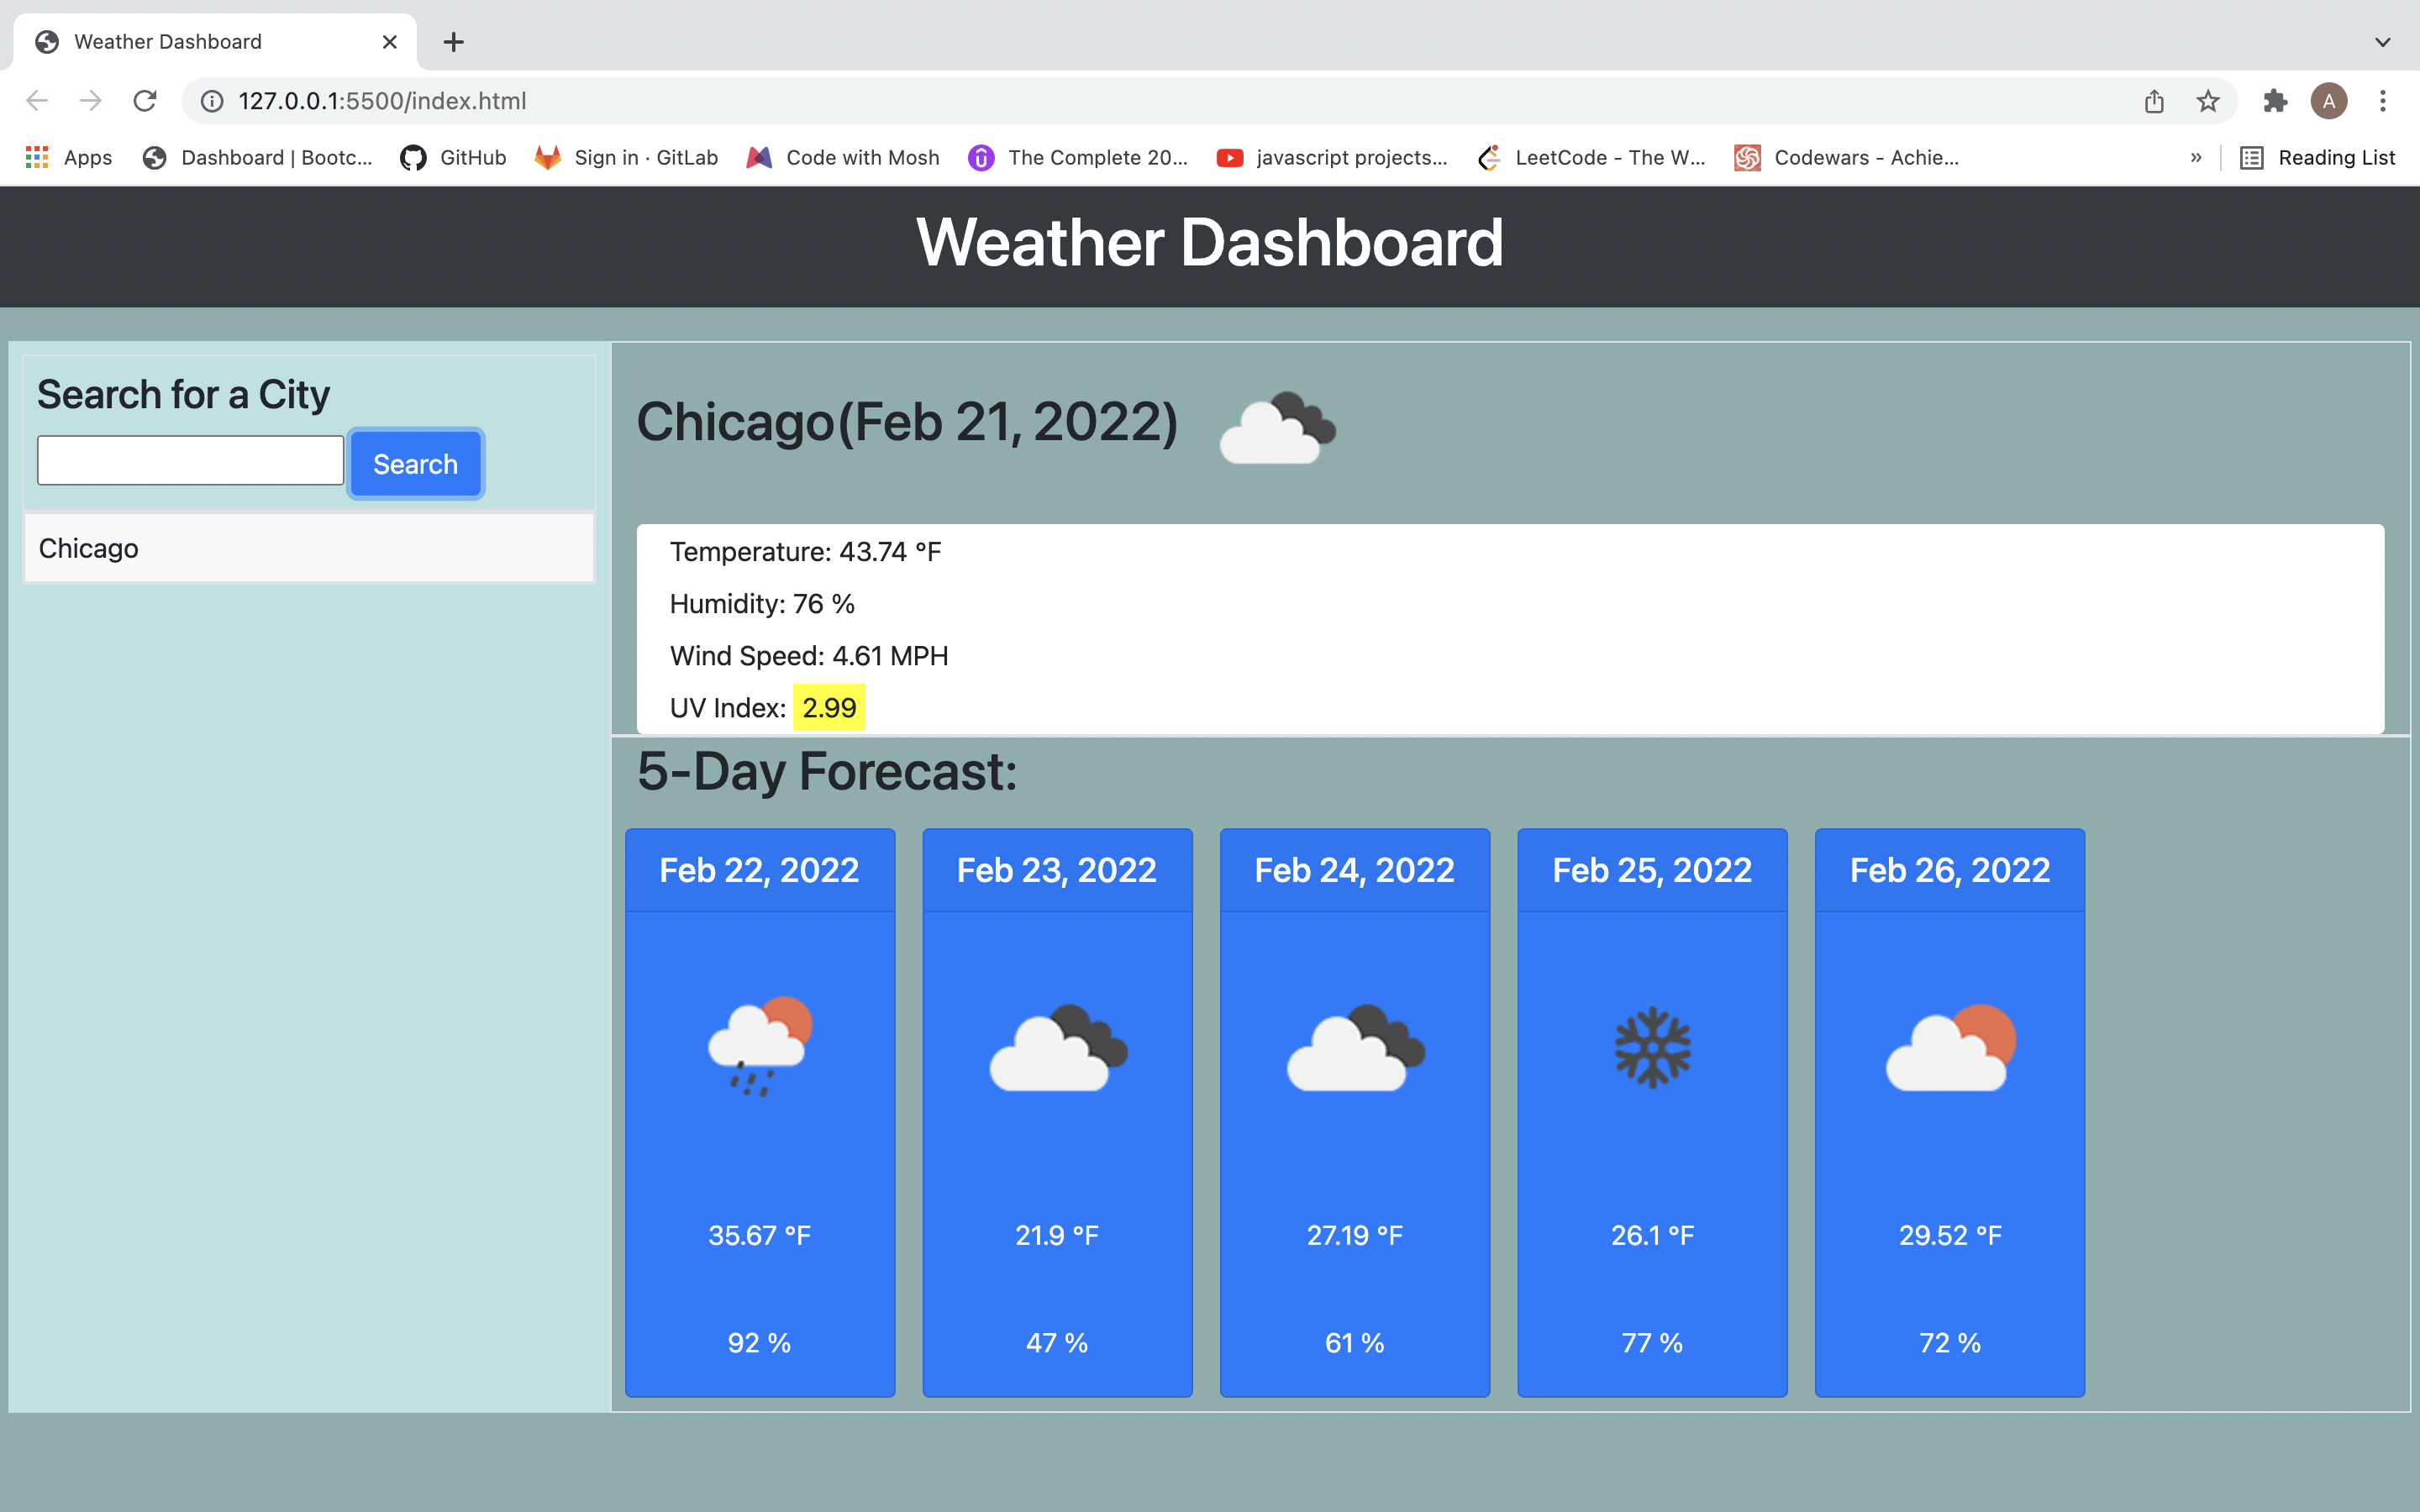 Weather Dashboard
127.0.0.1:5500/index.html
A
Apps Dashboard | Bootc... GitHub Sign in · GitLab Code with Mosh The Complete 20... javascript projects... LeetCode - The W... Codewars - Achie... » Reading List
Weather Dashboard
Search for a City
Search
Chicago
Chicago(Feb 21, 2022)
Temperature: 43.74 °F
Humidity: 76 %
Wind Speed: 4.61 MPH
UV Index: 2.99
5-Day Forecast:
Feb 22, 2022 Feb 23, 2022 Feb 24, 2022 Feb 25, 2022 Feb 26, 2022
35.67 °F 21.9 °F 27.19 °F 26.1 °F 29.52 °F
92 % 47 % 61 % 77 % 72 %